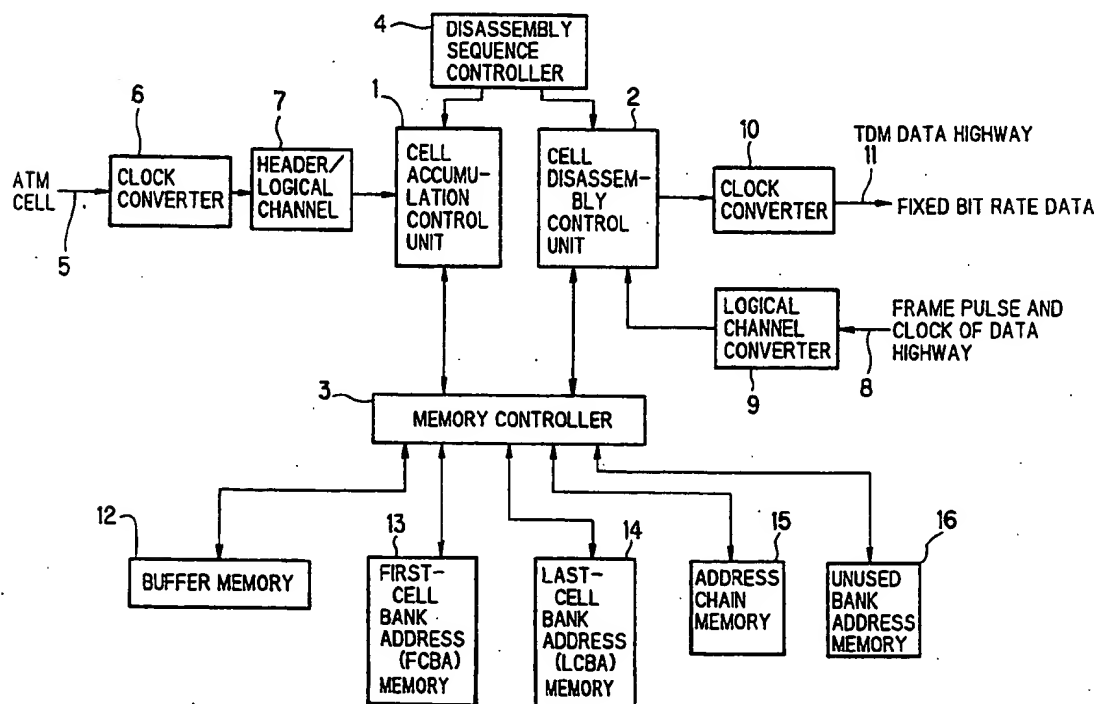 4
DISASSEMBLY
SEQUENCE
CONTROLLER
6
7
1
2
10
TDM DATA HIGHWAY
11
ATM
CELL
5
CLOCK
CONVERTER
HEADER/
LOGICAL
CHANNEL
CELL
ACCUMU-
LATION
CONTROL
UNIT
CELL
DISASSEM-
BLY
CONTROL
UNIT
CLOCK
CONVERTER
FIXED BIT RATE DATA
LOGICAL
CHANNEL
CONVERTER
9
FRAME PULSE AND
CLOCK OF DATA
HIGHWAY
8
3
MEMORY CONTROLLER
12
BUFFER MEMORY
13
FIRST-
CELL
BANK
ADDRESS
(FCBA)
MEMORY
14
LAST-
CELL
BANK
ADDRESS
(LCBA)
MEMORY
15
ADDRESS
CHAIN
MEMORY
16
UNUSED
BANK
ADDRESS
MEMORY